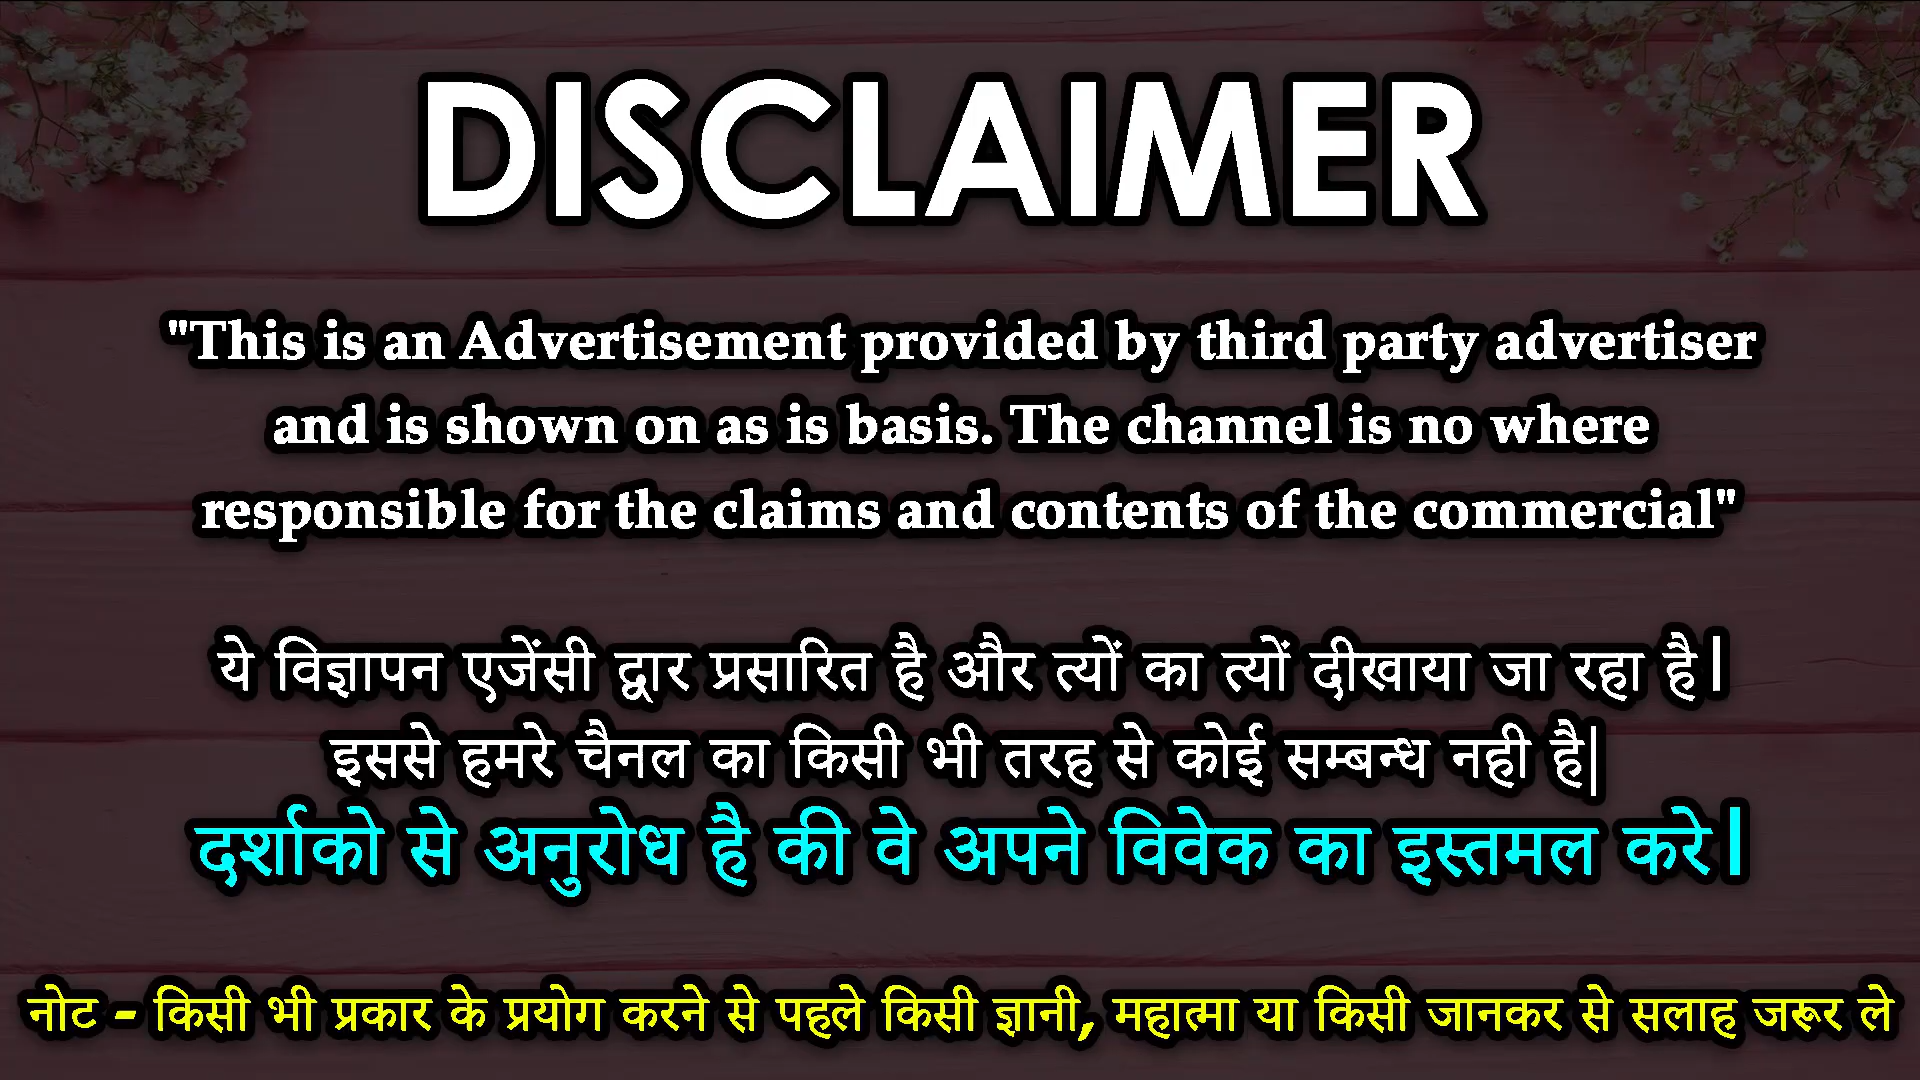 DISCLAIMER
"This is an Advertisement provided by third party advertiser
and is shown on as is basis. The channel is no where
responsible for the claims and contents of the commercial"
ये विज्ञापन एजेंसी द्वार प्रसारित है और त्यों का त्यों दीखाया जा रहा है।
इससे हमरे चैनल का किसी भी तरह से कोई सम्बन्ध नही है|
दर्शाको से अनुरोध है की वे अपने विवेक का इस्तमल करे।
नोट - किसी भी प्रकार के प्रयोग करने से पहले किसी ज्ञानी, महात्मा या किसी जानकर से सलाह जरूर ले